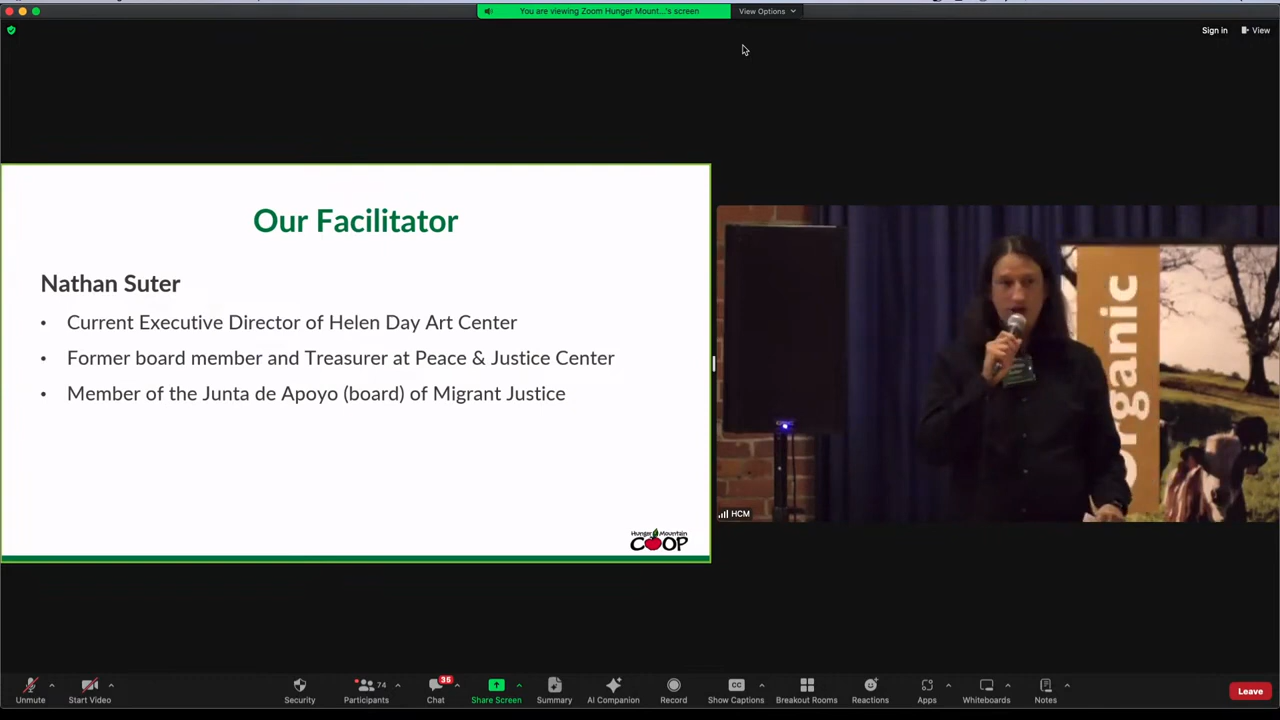 You are viewing Zoom Hunger Mount...'s screen
View Options
Sign in
View
Our Facilitator
Nathan Suter
• Current Executive Director of Helen Day Art Center
• Former board member and Treasurer at Peace & Justice Center
• Member of the Junta de Apoyo (board) of Migrant Justice
Hunger Mountain
COOP
Organic
HCM
74
35
Unmute
Start Video
Security
Participants
Chat
Share Screen
Summary
AI Companion
Record
CC
Show Captions
Breakout Rooms
Reactions
Apps
Whiteboards
Notes
Leave